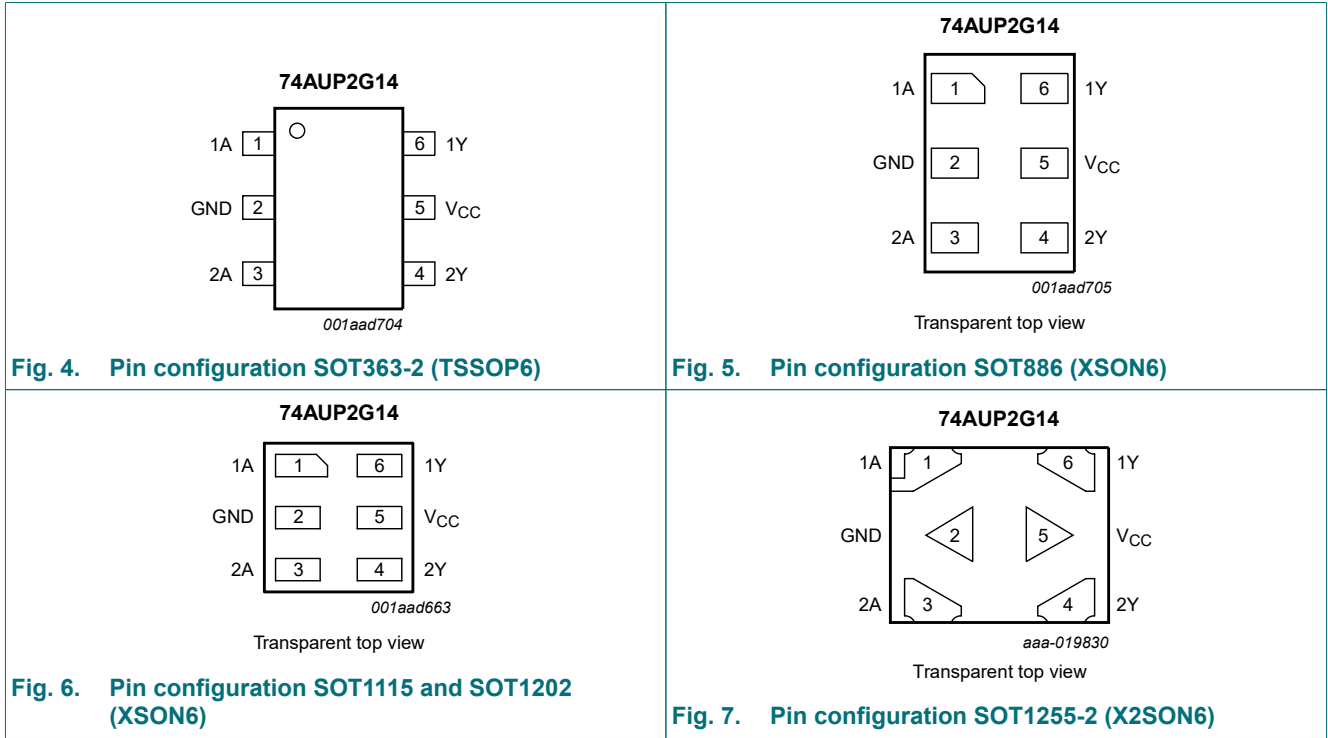 74AUP2G14
1A 1 6 1Y
GND 2 5 VCC
2A 3 4 2Y
001aad704
Fig. 4. Pin configuration SOT363-2 (TSSOP6)
74AUP2G14
1A 1 6 1Y
GND 2 5 VCC
2A 3 4 2Y
001aad705
Transparent top view
Fig. 5. Pin configuration SOT886 (XSON6)
74AUP2G14
1A 1 6 1Y
GND 2 5 VCC
2A 3 4 2Y
001aad663
Transparent top view
Fig. 6. Pin configuration SOT1115 and SOT1202
(XSON6)
74AUP2G14
1A 1 6 1Y
GND 2 5 VCC
2A 3 4 2Y
aaa-019830
Transparent top view
Fig. 7. Pin configuration SOT1255-2 (X2SON6)